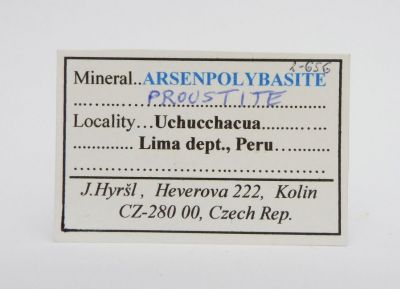 2-656
Mineral..ARSENPOLYBASITE
PROUSTITE
Locality...Uchucchacua
Lima dept., Peru
J.Hyršl, Heverova 222, Kolin
CZ-280 00, Czech Rep.